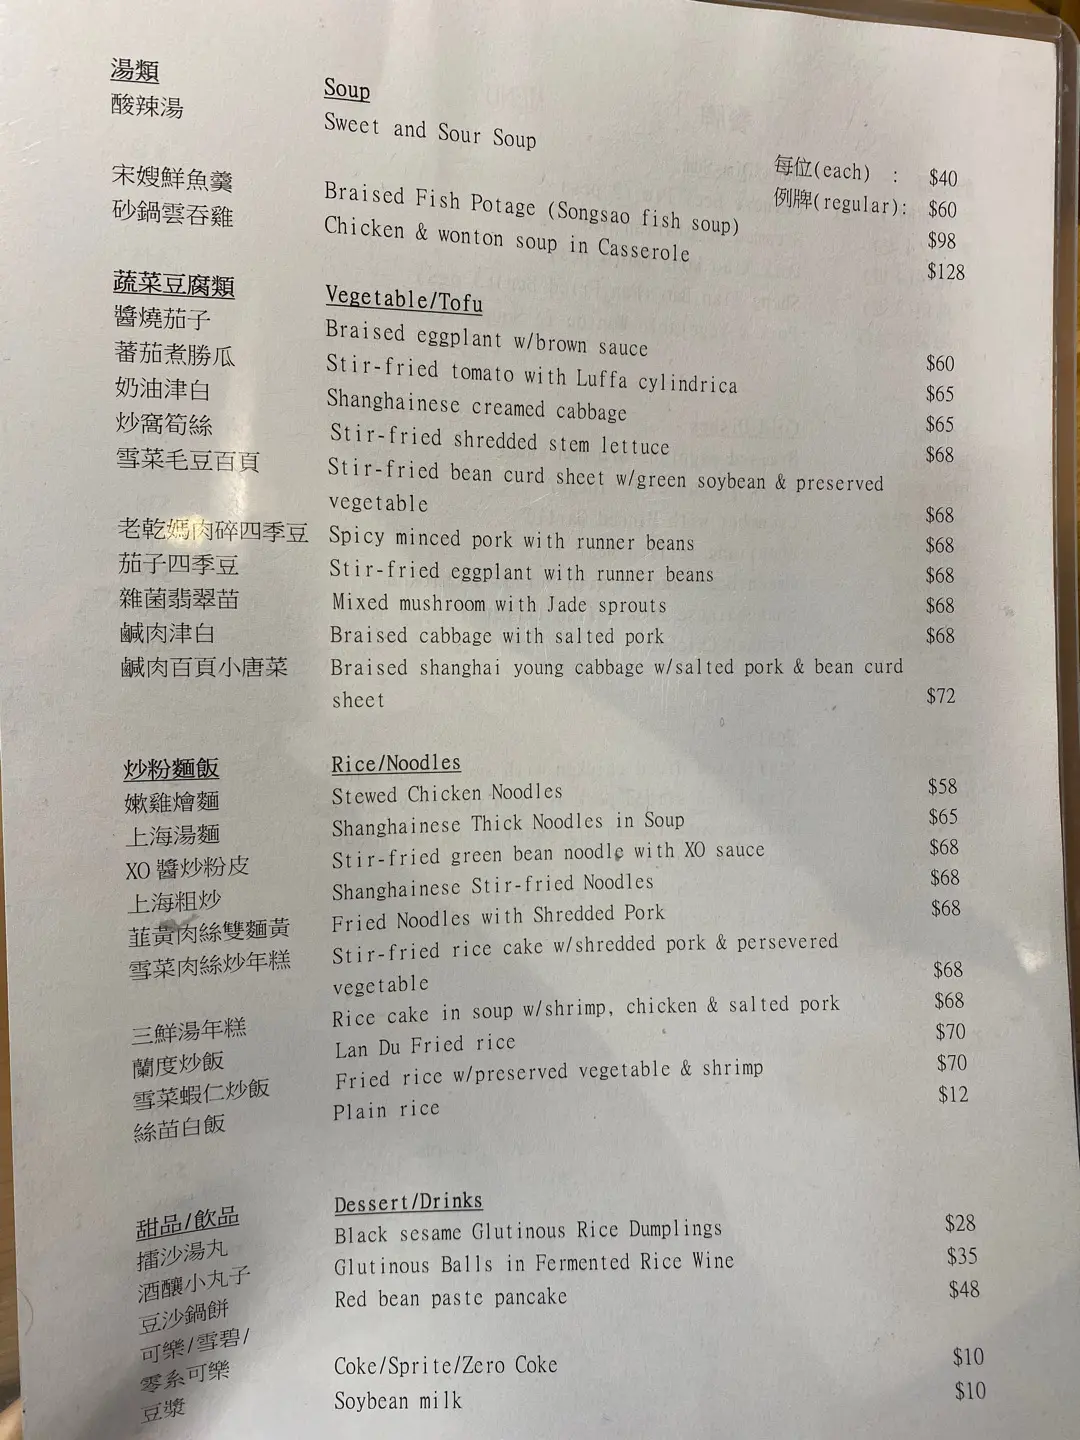 湯類 Soup
酸辣湯 Sweet and Sour Soup
每位(each) : $40
例牌(regular): $60
宋嫂鮮魚羹 Braised Fish Potage (Songsao fish soup) $98
砂鍋雲吞雞 Chicken & wonton soup in Casserole $128
蔬菜豆腐類 Vegetable/Tofu
醬燒茄子 Braised eggplant w/brown sauce $60
蕃茄煮勝瓜 Stir-fried tomato with Luffa cylindrica $65
奶油津白 Shanghainese creamed cabbage $65
炒窩筍絲 Stir-fried shredded stem lettuce $68
雪菜毛豆百頁 Stir-fried bean curd sheet w/green soybean & preserved
vegetable $68
老乾媽肉碎四季豆 Spicy minced pork with runner beans $68
茄子四季豆 Stir-fried eggplant with runner beans $68
雜菌翡翠苗 Mixed mushroom with Jade sprouts $68
鹹肉津白 Braised cabbage with salted pork $68
鹹肉百頁小唐菜 Braised shanghai young cabbage w/salted pork & bean curd
sheet $72
炒粉麵飯 Rice/Noodles
嫩雞燴麵 Stewed Chicken Noodles $58
上海湯麵 Shanghainese Thick Noodles in Soup $65
XO 醬炒粉皮 Stir-fried green bean noodle with XO sauce $68
上海粗炒 Shanghainese Stir-fried Noodles $68
韮黃肉絲雙麵黃 Fried Noodles with Shredded Pork $68
雪菜肉絲炒年糕 Stir-fried rice cake w/shredded pork & persevered
vegetable $68
三鮮湯年糕 Rice cake in soup w/shrimp, chicken & salted pork $68
蘭度炒飯 Lan Du Fried rice $70
雪菜蝦仁炒飯 Fried rice w/preserved vegetable & shrimp $70
絲苗白飯 Plain rice $12
甜品/飲品 Dessert/Drinks
擂沙湯丸 Black sesame Glutinous Rice Dumplings $28
酒釀小丸子 Glutinous Balls in Fermented Rice Wine $35
豆沙鍋餅 Red bean paste pancake $48
可樂/雪碧/
零系可樂 Coke/Sprite/Zero Coke $10
豆漿 Soybean milk $10